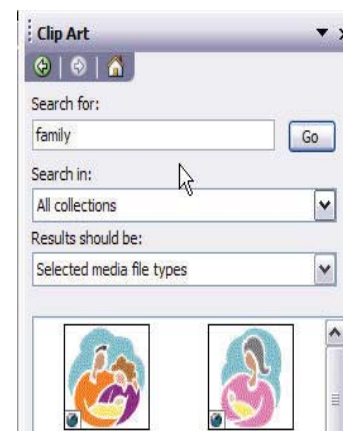 Clip Art
Search for:
family
Go
Search in:
All collections
Results should be:
Selected media file types